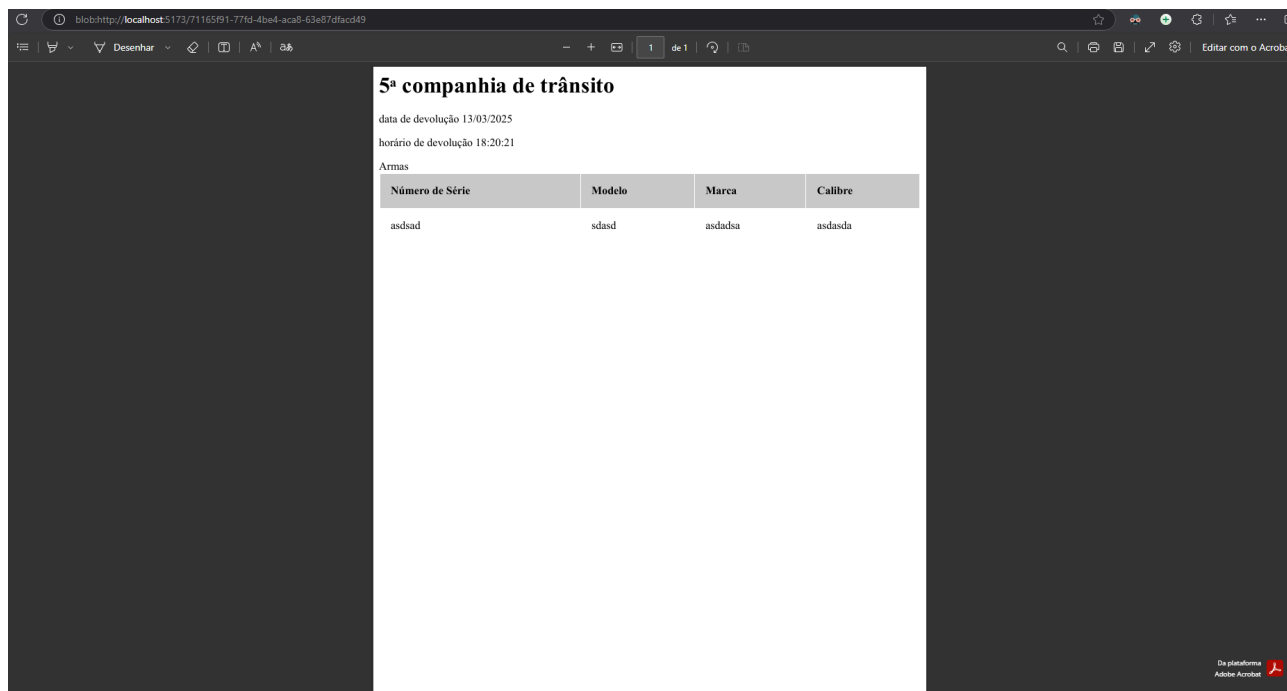 blob:http://localhost:5173/71165f91-77fd-4be4-aca8-63e87dfacd49
Desenhar
1 de 1
Editar com o Acroba
5ª companhia de trânsito
data de devolução 13/03/2025
horário de devolução 18:20:21
Armas
Número de Série Modelo Marca Calibre
asdsad sdasd asdadsa asdasda
Da plataforma
Adobe Acrobat